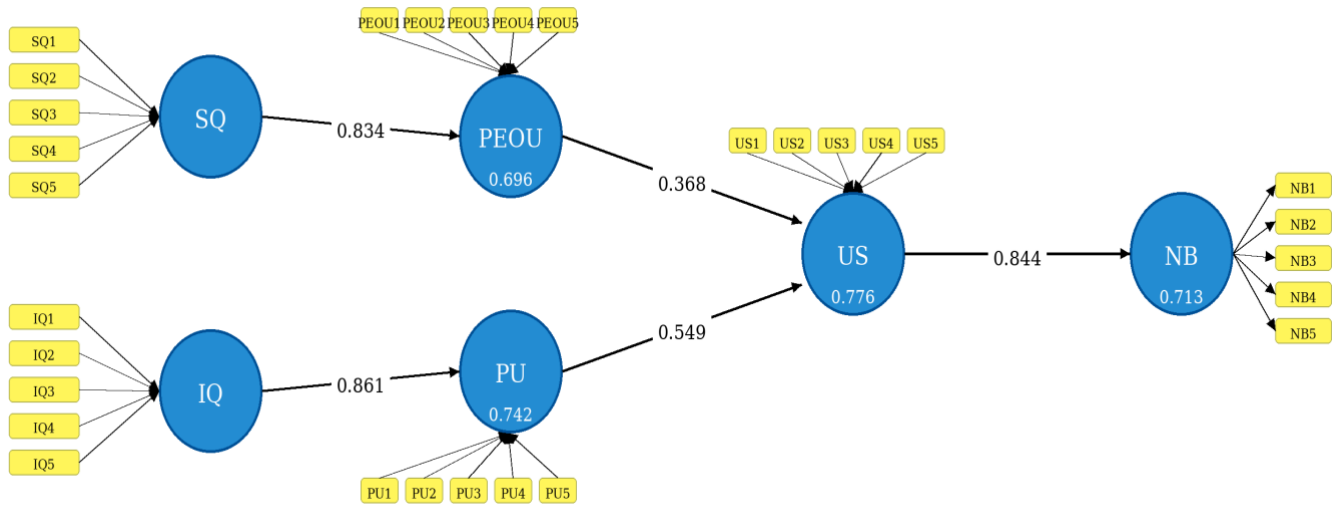 SQ1
SQ2
SQ3
SQ4
SQ5
SQ
0.834
PEOU1 PEOU2 PEOU3 PEOU4 PEOU5
PEOU
0.696
0.368
US1 US2 US3 US4 US5
US
0.776
0.844
NB
0.713
NB1
NB2
NB3
NB4
NB5
IQ1
IQ2
IQ3
IQ4
IQ5
IQ
0.861
PU
0.742
0.549
PU1 PU2 PU3 PU4 PU5